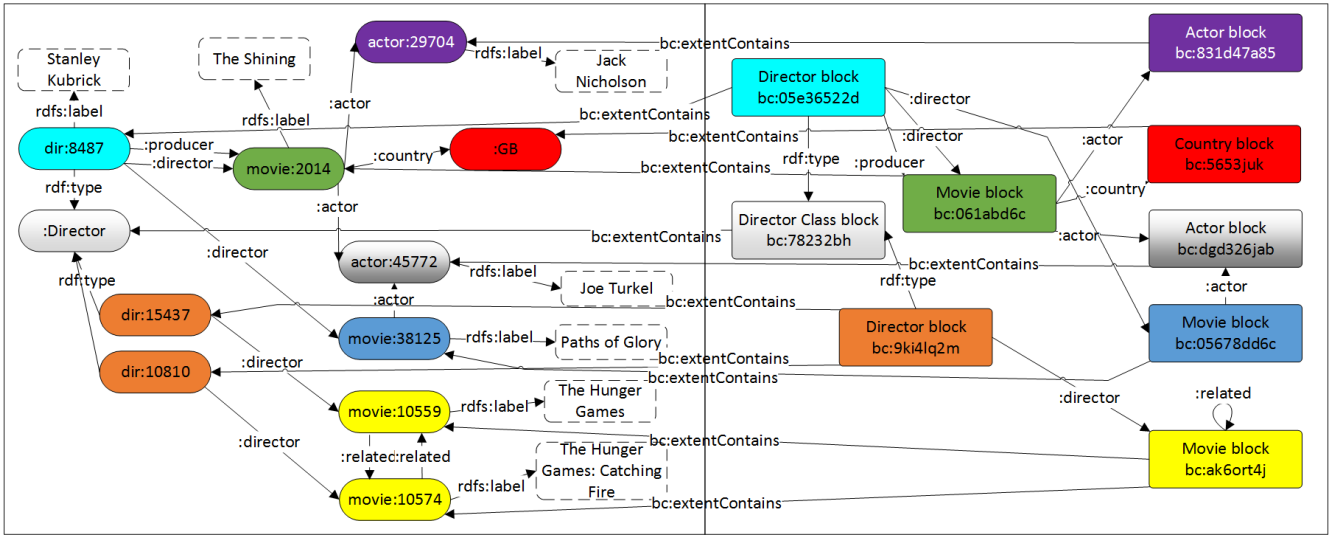 Stanley
Kubrick
The Shining
actor:29704
rdfs:label
Jack
Nicholson
bc:extentContains
Actor block
bc:831d47a85
rdfs:label
rdfs:label
:actor
Director block
bc:05e36522d
:director
bc:extentContains
dir:8487
:producer
:director
movie:2014
:country
:GB
bc:extentContains
:director
Country block
bc:5653juk
:actor
rdf:type
rdf:type
:producer
bc:extentContains
Movie block
bc:061abd6c
:country
:actor
:Director
bc:extentContains
Director Class block
bc:78232bh
:actor
Actor block
bc:dgd326jab
:director
actor:45772
rdfs:label
bc:extentContains
rdf:type
rdf:type
Joe Turkel
:actor
:actor
dir:15437
bc:extentContains
movie:38125
rdfs:label
Paths of Glory
Director block
bc:9ki4lq2m
Movie block
bc:05678dd6c
:director
dir:10810
bc:extentContains
bc:extentContains
:director
:related
movie:10559
rdfs:label
The Hunger
Games
:director
bc:extentContains
Movie block
bc:ak6ort4j
:related
:related
The Hunger
Games: Catching
Fire
rdfs:label
movie:10574
bc:extentContains